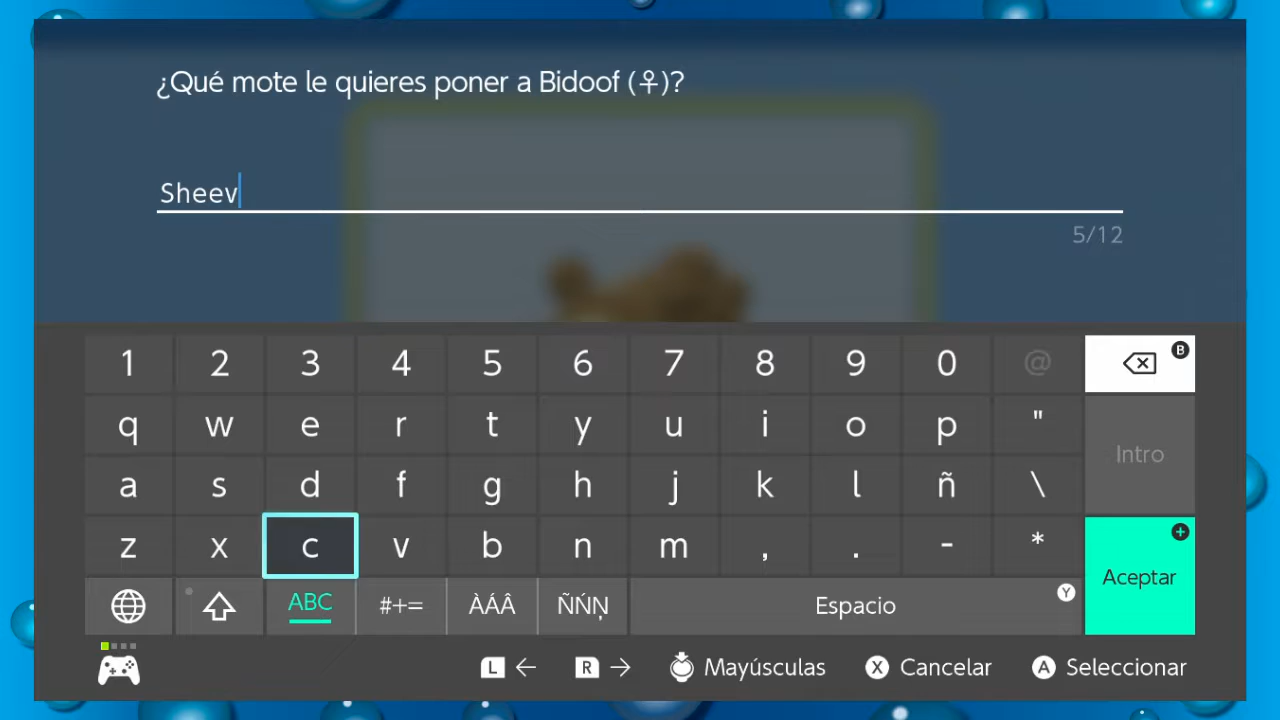 ¿Qué mote le quieres poner a Bidoof (♀)?
Sheev
5/12
1 2 3 4 5 6 7 8 9 0 @ B
q w e r t y u i o p " Intro
a s d f g h j k l ñ \
z x c v b n m , . - * + Aceptar
ABC #+= ÀÁÂ ÑŃŅ Espacio Y
L ← R → Mayúsculas X Cancelar A Seleccionar